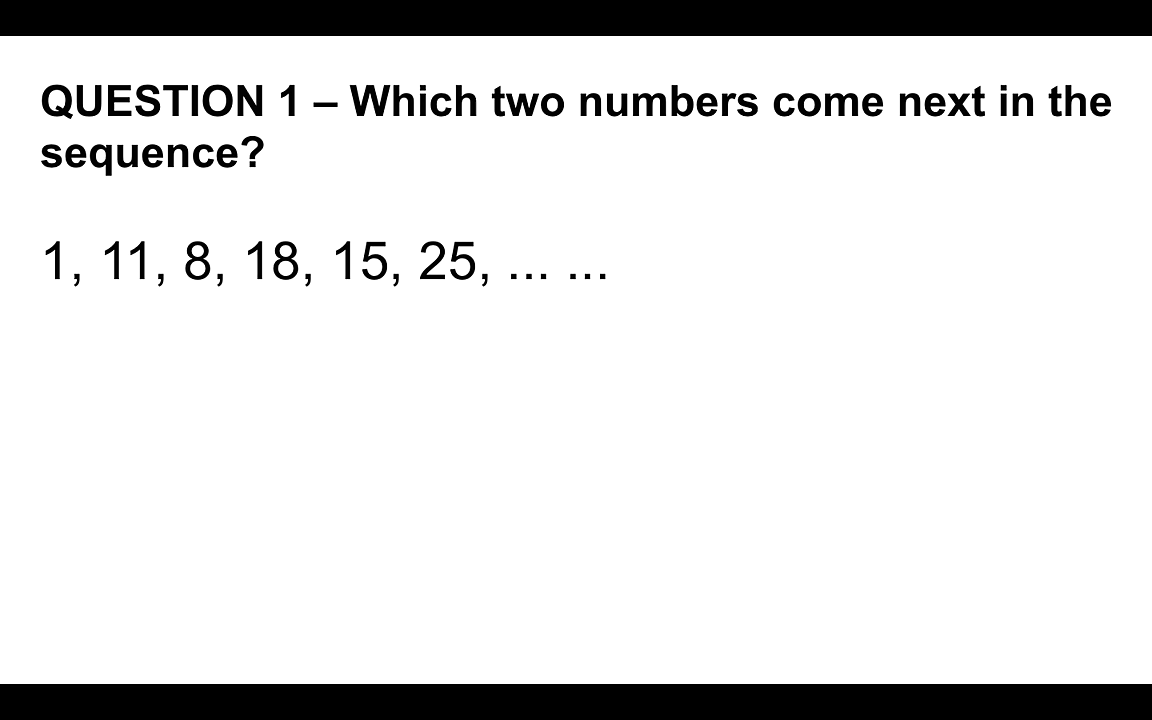 QUESTION 1 – Which two numbers come next in the
sequence?
1, 11, 8, 18, 15, 25, ... ...